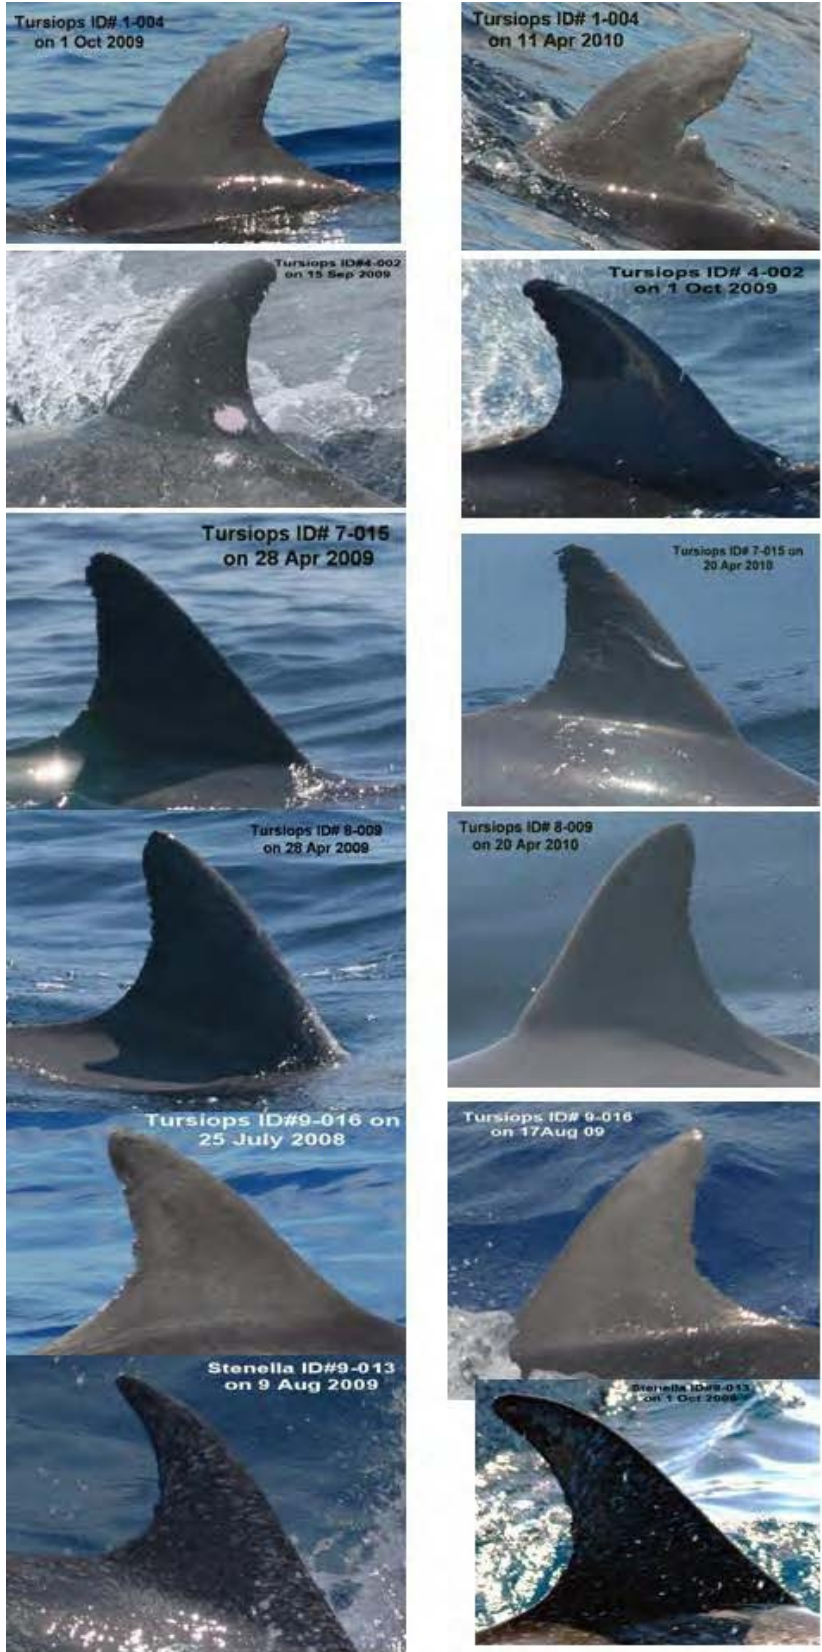 Tursiops ID# 1-004
on 1 Oct 2009
Tursiops ID# 1-004
on 11 Apr 2010
Tursiops ID#4-002
on 15 Sep 2009
Tursiops ID# 4-002
on 1 Oct 2009
Tursiops ID# 7-015
on 28 Apr 2009
Tursiops ID# 7-015 on
20 Apr 2010
Tursiops ID# 8-009
on 28 Apr 2009
Tursiops ID# 8-009
on 20 Apr 2010
Tursiops ID#9-016 on
25 July 2008
Tursiops ID# 9-016
on 17Aug 09
Stenella ID#9-013
on 9 Aug 2009
Stenella ID#9-013
on 1 Oct 2009